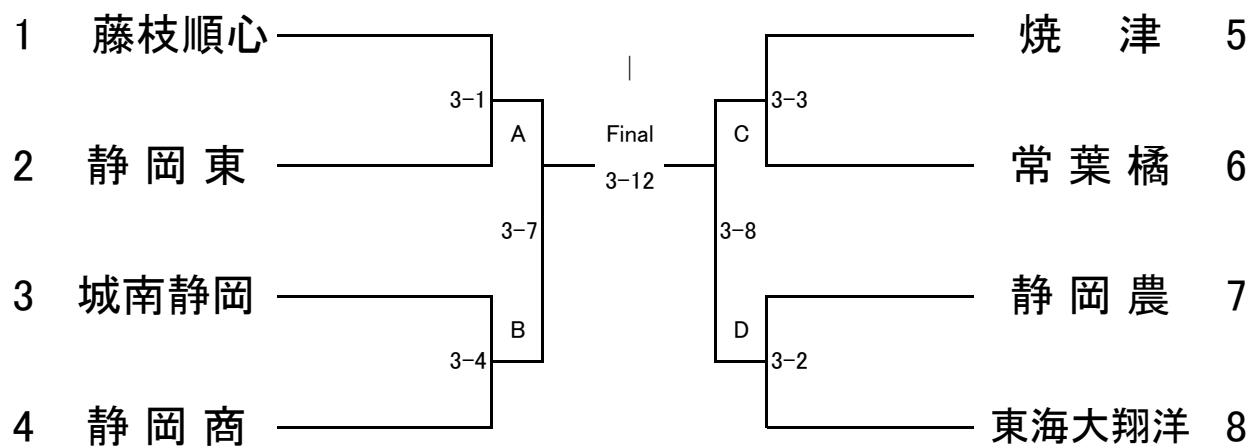 1 藤枝順心
2 静岡東
3 城南静岡
4 静岡商
3-1
A
3-7
3-4
B
|
Final
3-12
C
3-3
3-8
D
3-2
焼 津 5
常葉橘 6
静岡農 7
東海大翔洋 8